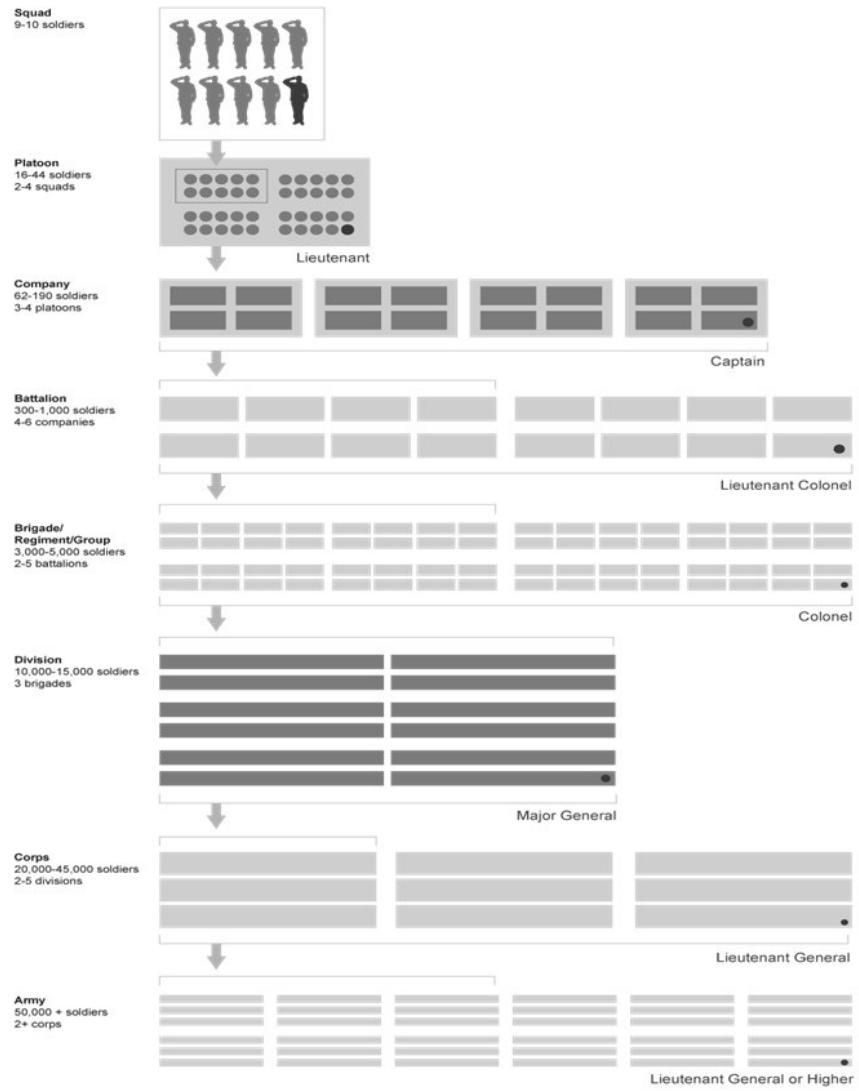 Squad
9-10 soldiers
Platoon
16-44 soldiers
2-4 squads
Lieutenant
Company
62-190 soldiers
3-4 platoons
Captain
Battalion
300-1,000 soldiers
4-6 companies
Lieutenant Colonel
Brigade/
Regiment/Group
3,000-5,000 soldiers
2-5 battalions
Colonel
Division
10,000-15,000 soldiers
3 brigades
Major General
Corps
20,000-45,000 soldiers
2-5 divisions
Lieutenant General
Army
50,000 + soldiers
2+ corps
Lieutenant General or Higher